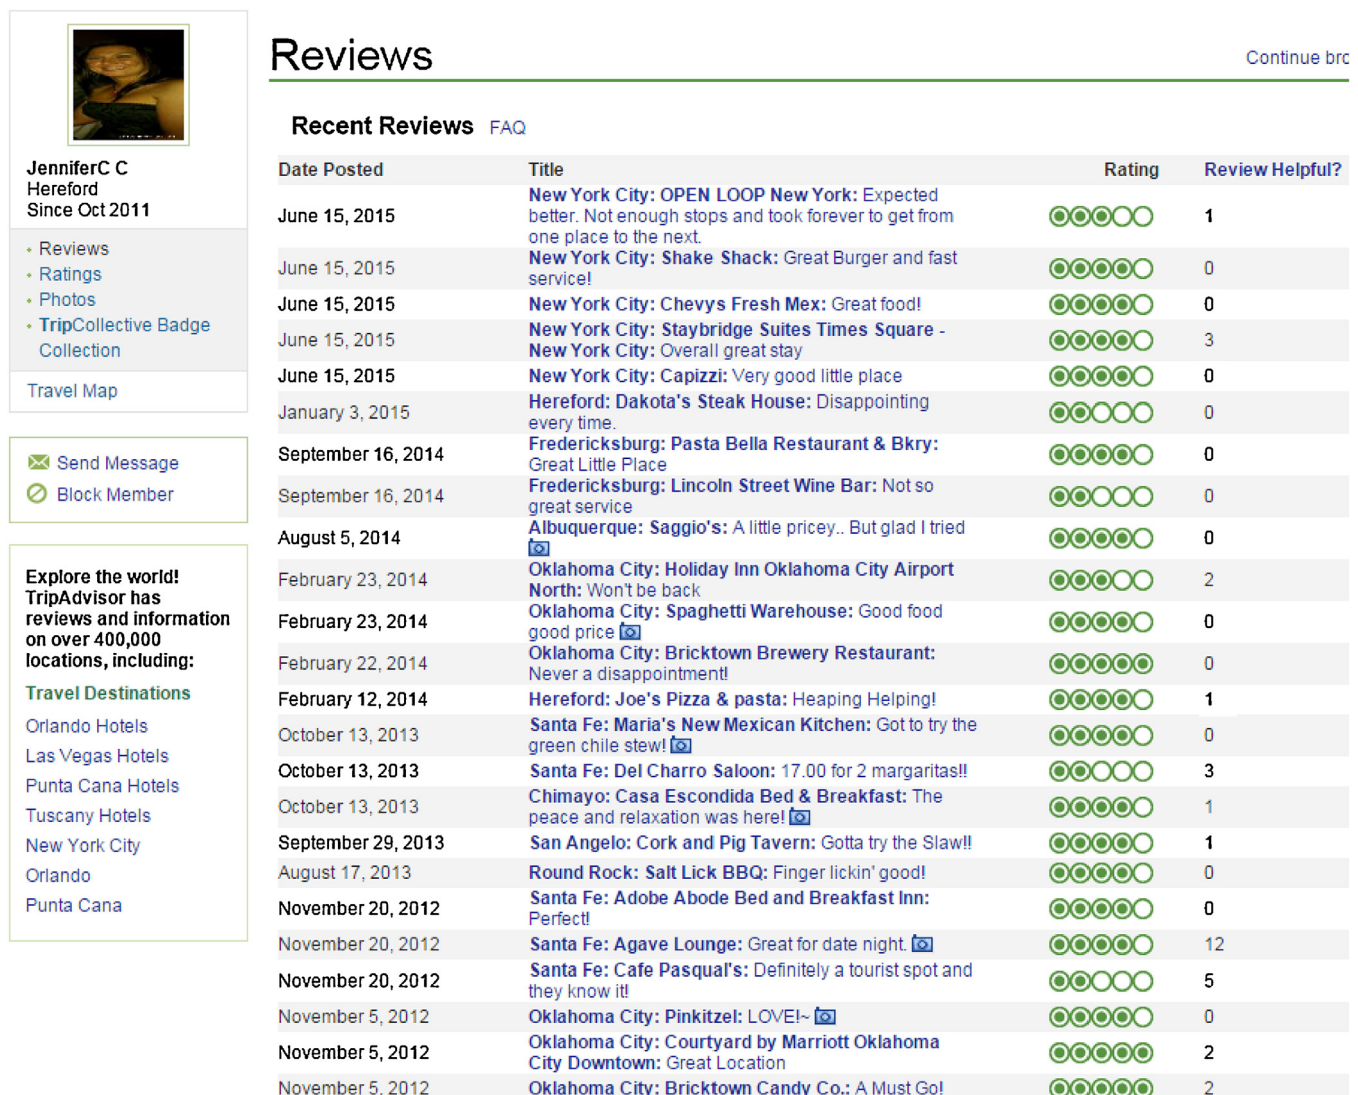 Reviews
Continue bro
JenniferC C
Hereford
Since Oct 2011
Reviews
Ratings
Photos
TripCollective Badge
Collection
Travel Map
Send Message
Block Member
Explore the world!
TripAdvisor has
reviews and information
on over 400,000
locations, including:
Travel Destinations
Orlando Hotels
Las Vegas Hotels
Punta Cana Hotels
Tuscany Hotels
New York City
Orlando
Punta Cana
Recent Reviews FAQ
Date Posted Title Rating Review Helpful?
New York City: OPEN LOOP New York: Expected
June 15, 2015 better. Not enough stops and took forever to get from 1
one place to the next.
New York City: Shake Shack: Great Burger and fast
June 15, 2015 0
service!
June 15, 2015 New York City: Chevys Fresh Mex: Great food! 0
New York City: Staybridge Suites Times Square -
June 15, 2015 3
New York City: Overall great stay
June 15, 2015 New York City: Capizzi: Very good little place 0
Hereford: Dakota's Steak House: Disappointing
January 3, 2015 0
every time.
Fredericksburg: Pasta Bella Restaurant & Bkry:
September 16, 2014 0
Great Little Place
Fredericksburg: Lincoln Street Wine Bar: Not so
September 16, 2014 0
great service
Albuquerque: Saggio's: A little pricey.. But glad I tried
August 5, 2014 0
Oklahoma City: Holiday Inn Oklahoma City Airport
February 23, 2014 2
North: Won't be back
Oklahoma City: Spaghetti Warehouse: Good food
February 23, 2014 0
good price
Oklahoma City: Bricktown Brewery Restaurant:
February 22, 2014 0
Never a disappointment!
February 12, 2014 Hereford: Joe's Pizza & pasta: Heaping Helping! 1
Santa Fe: Maria's New Mexican Kitchen: Got to try the
October 13, 2013 0
green chile stew!
October 13, 2013 Santa Fe: Del Charro Saloon: 17.00 for 2 margaritas!! 3
Chimayo: Casa Escondida Bed & Breakfast: The
October 13, 2013 1
peace and relaxation was here!
September 29, 2013 San Angelo: Cork and Pig Tavern: Gotta try the Slaw!! 1
August 17, 2013 Round Rock: Salt Lick BBQ: Finger lickin' good! 0
Santa Fe: Adobe Abode Bed and Breakfast Inn:
November 20, 2012 0
Perfect!
November 20, 2012 Santa Fe: Agave Lounge: Great for date night. 12
Santa Fe: Cafe Pasqual's: Definitely a tourist spot and
November 20, 2012 5
they know it!
November 5, 2012 Oklahoma City: Pinkitzel: LOVE!~ 0
Oklahoma City: Courtyard by Marriott Oklahoma
November 5, 2012 2
City Downtown: Great Location
November 5, 2012 Oklahoma City: Bricktown Candy Co.: A Must Go! 2